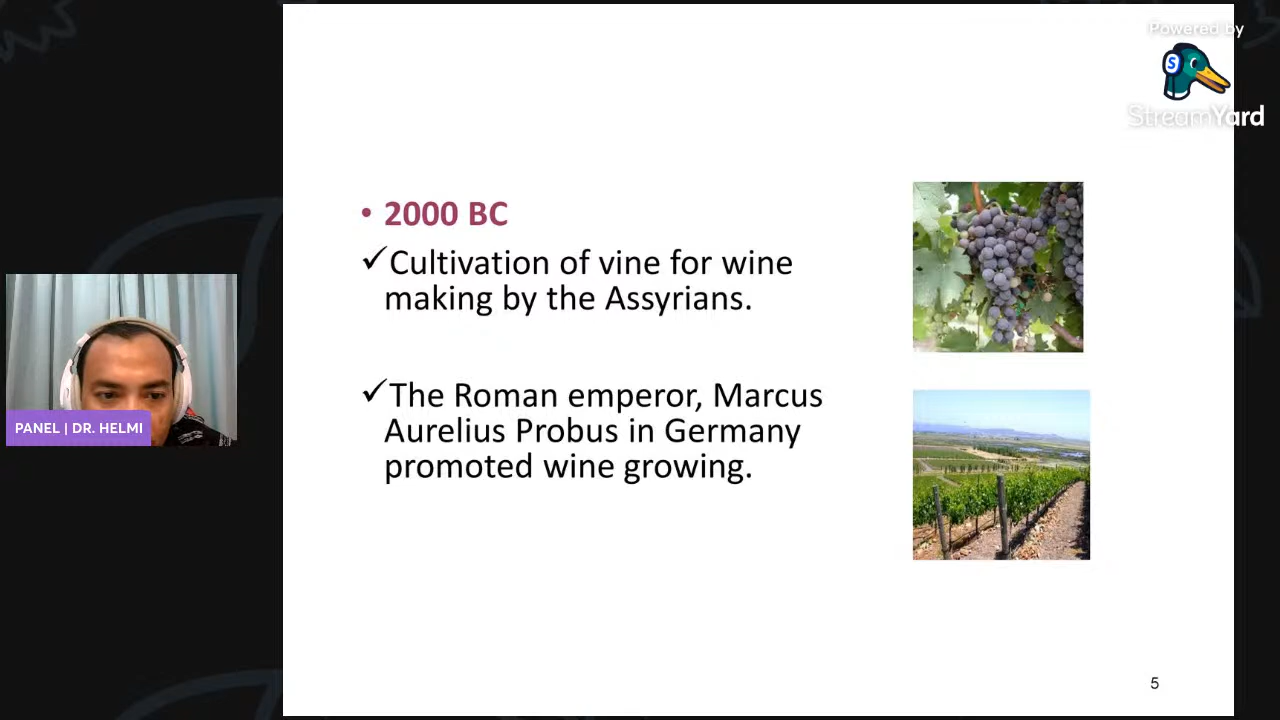 Powered by
S
StreamYard
• 2000 BC
✓Cultivation of vine for wine
making by the Assyrians.
✓The Roman emperor, Marcus
Aurelius Probus in Germany
promoted wine growing.
PANEL | DR. HELMI
5